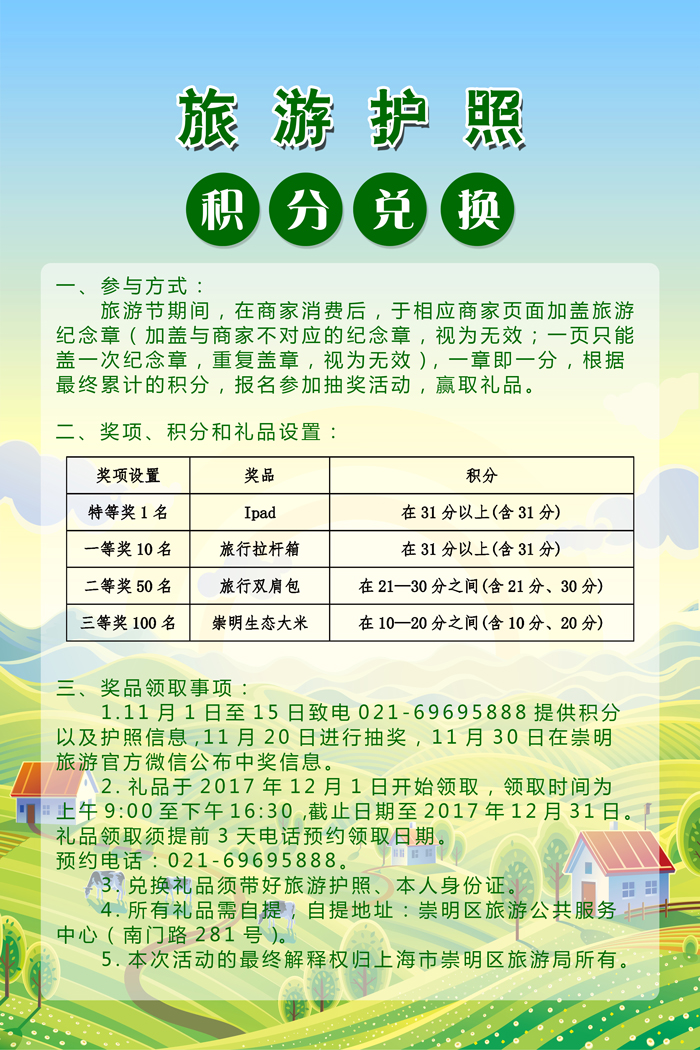 旅游护照
积分兑换
一、参与方式：
旅游节期间，在商家消费后，于相应商家页面加盖旅游
纪念章（加盖与商家不对应的纪念章，视为无效；一页只能
盖一次纪念章，重复盖章，视为无效），一章即一分，根据
最终累计的积分，报名参加抽奖活动，赢取礼品。
二、奖项、积分和礼品设置：
奖项设置 奖品 积分
特等奖1名 Ipad 在31分以上(含31分)
一等奖10名 旅行拉杆箱 在31分以上(含31分)
二等奖50名 旅行双肩包 在21—30分之间(含21分、30分)
三等奖100名 崇明生态大米 在10—20分之间(含10分、20分)
三、奖品领取事项：
1.11月1日至15日致电021-69695888提供积分
以及护照信息,11月20日进行抽奖，11月30日在崇明
旅游官方微信公布中奖信息。
2. 礼品于2017年12月1日开始领取，领取时间为
上午9:00至下午16:30,截止日期至2017年12月31日。
礼品领取须提前3天电话预约领取日期。
预约电话：021-69695888。
3. 兑换礼品须带好旅游护照、本人身份证。
4. 所有礼品需自提，自提地址：崇明区旅游公共服务
中心（南门路281号）。
5. 本次活动的最终解释权归上海市崇明区旅游局所有。